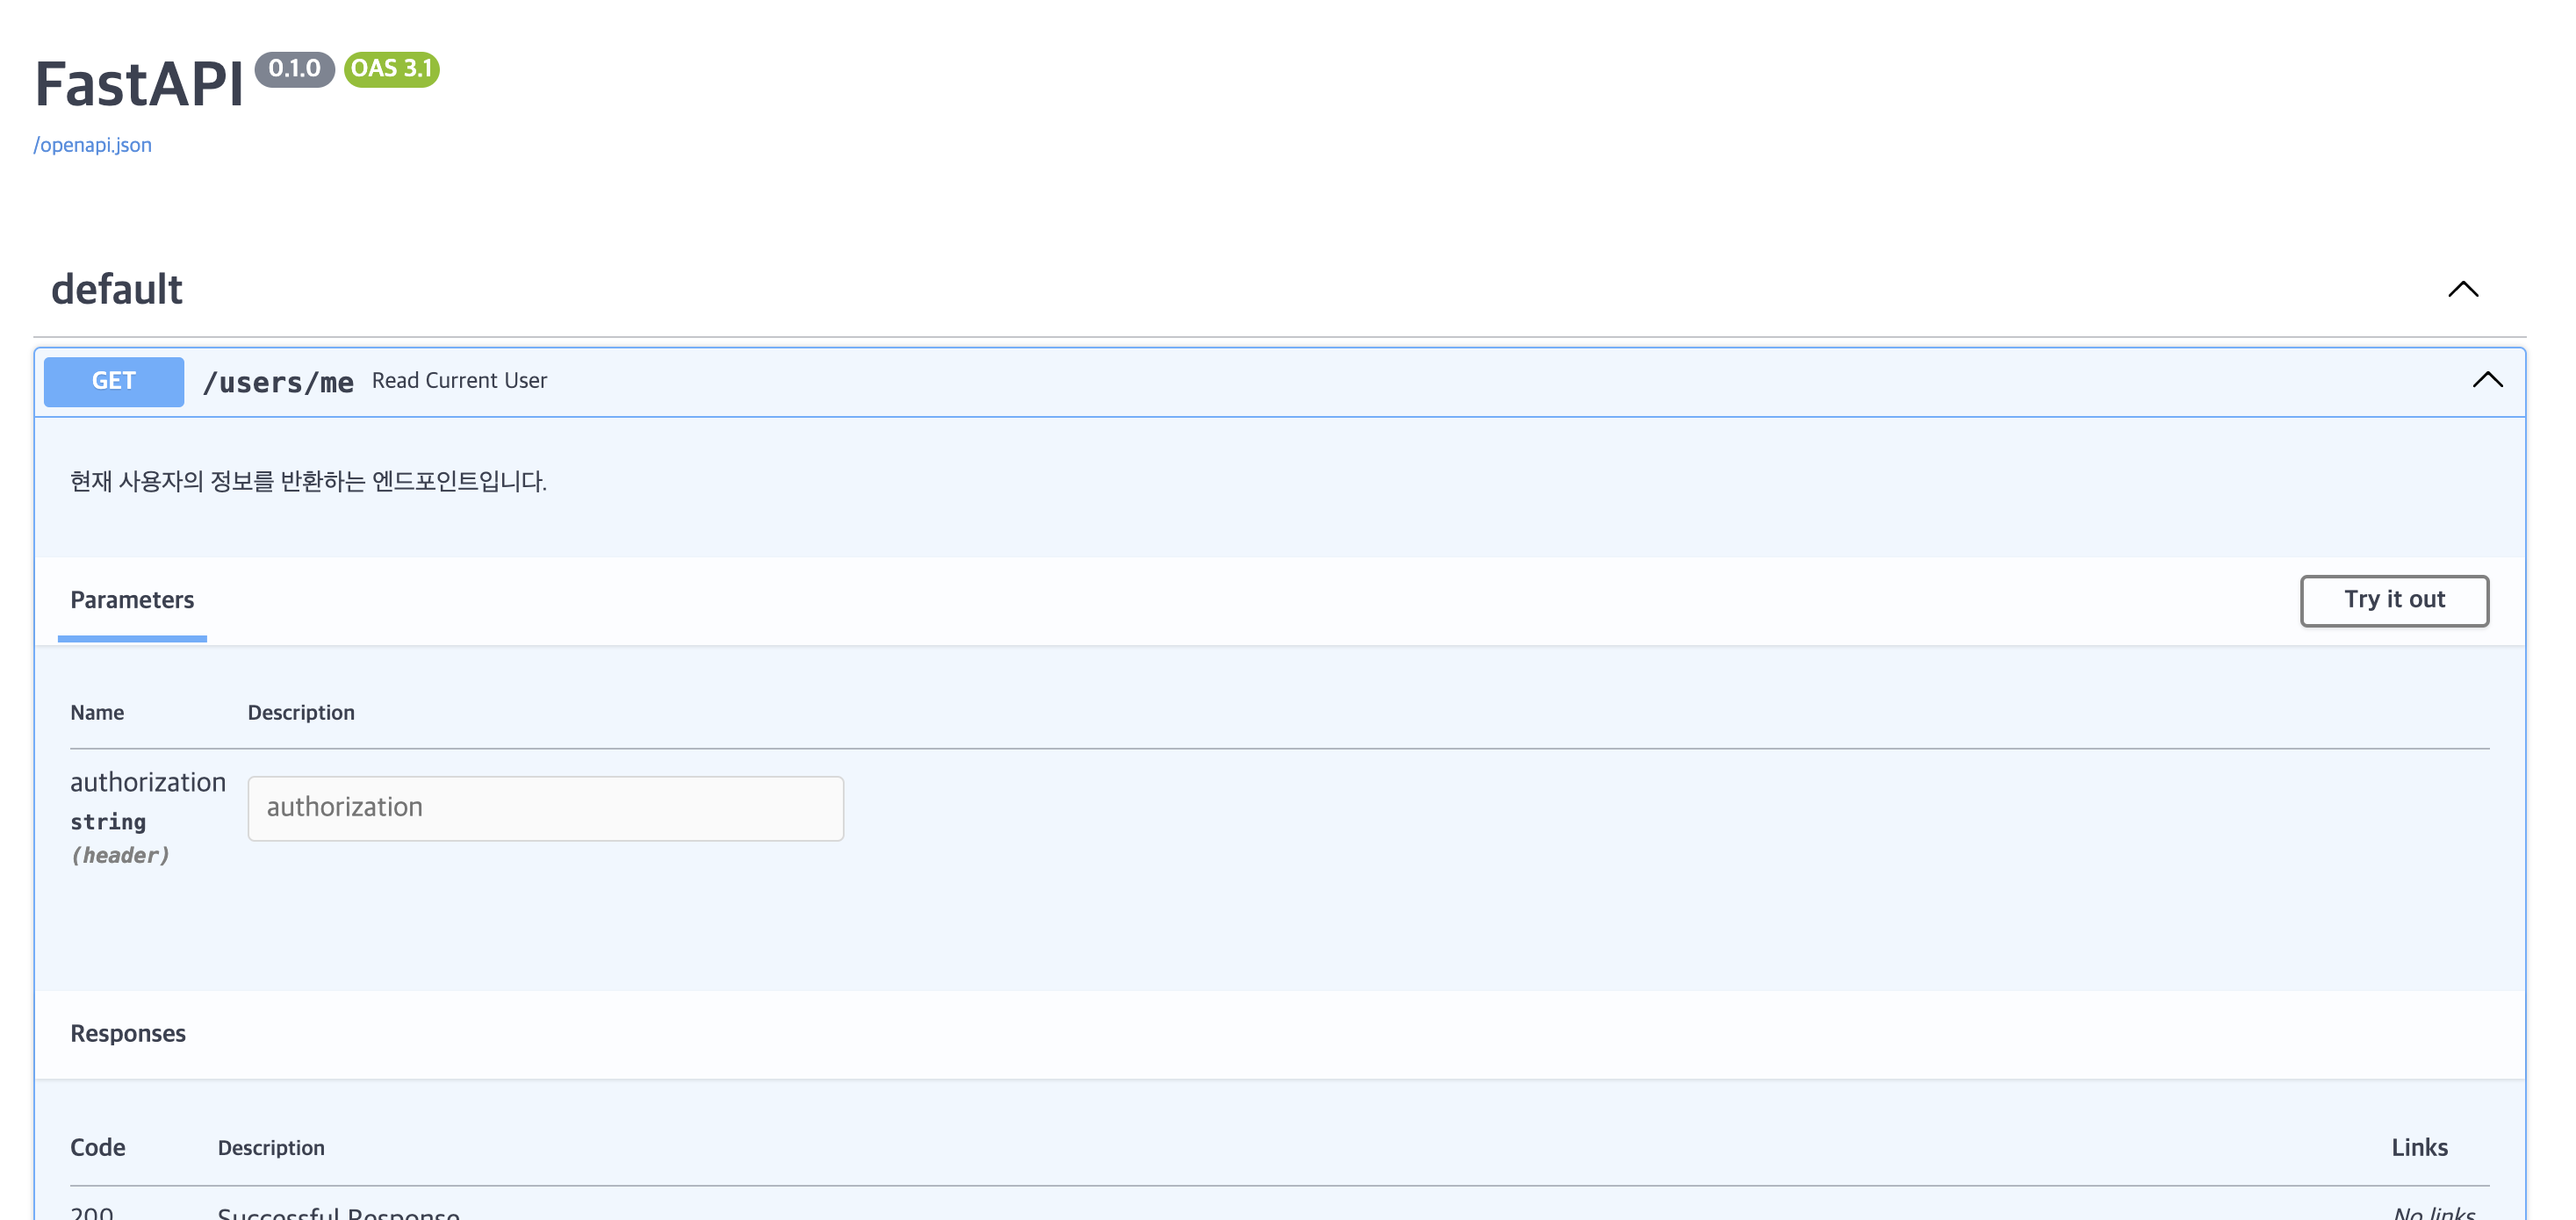 FastAPI 0.1.0 OAS 3.1
/openapi.json
default
GET /users/me Read Current User
현재 사용자의 정보를 반환하는 엔드포인트입니다.
Parameters Try it out
Name Description
authorization authorization
string
(header)
Responses
Code Description Links
200 Successful Response No links